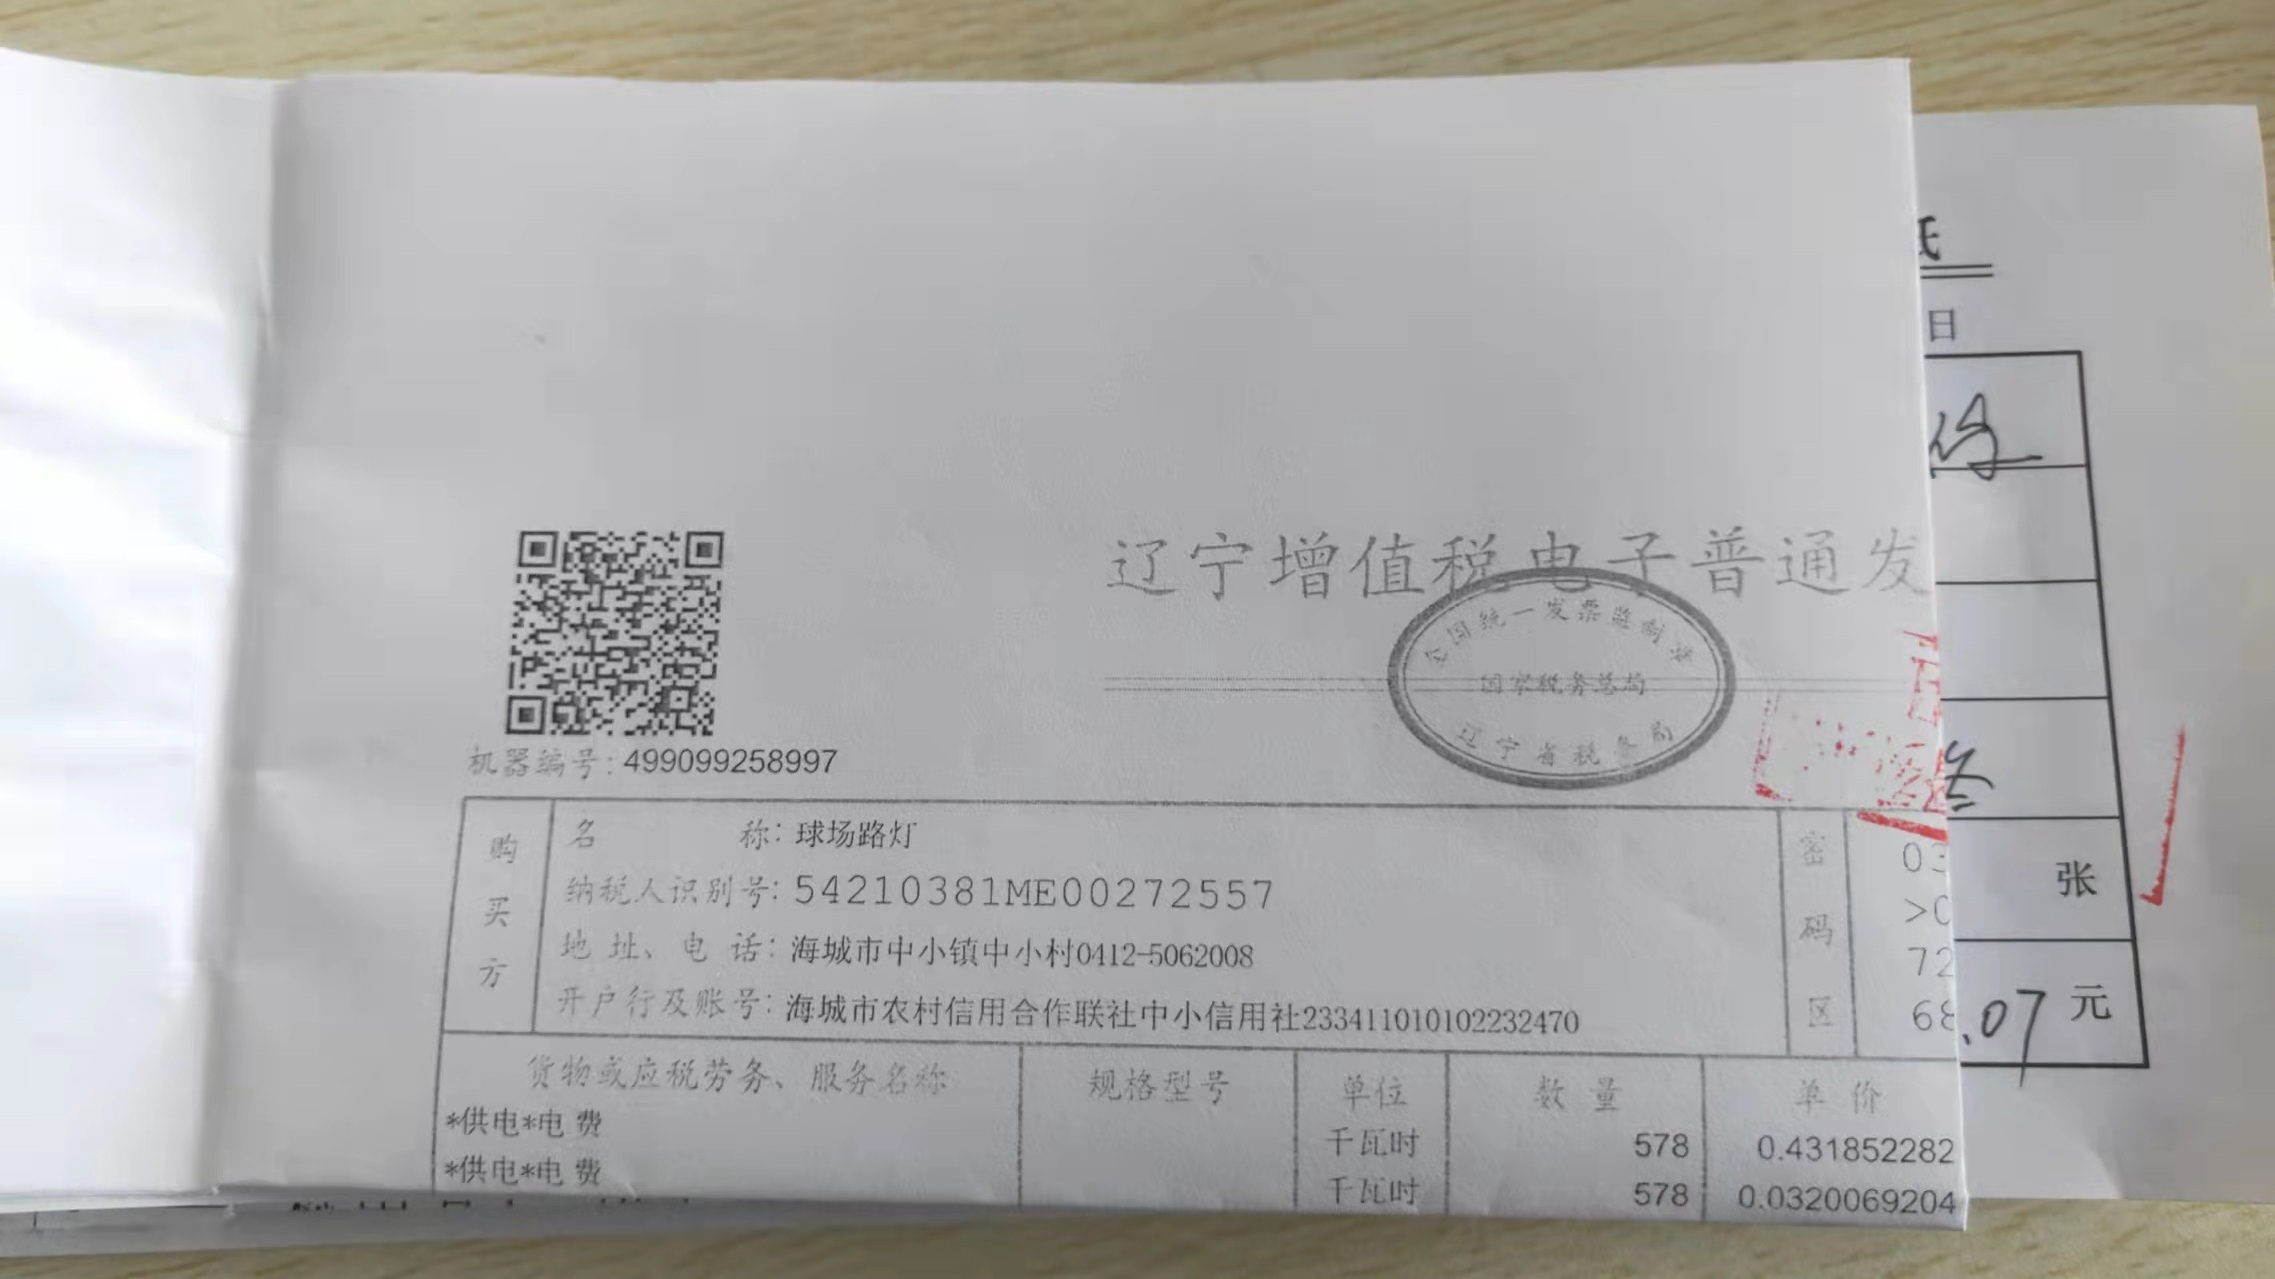 辽宁增值税电子普通发
全国统一发票监制章
国家税务总局
辽宁省税务局
机器编号: 499099258997
购买方
名 称: 球场路灯
纳税人识别号: 54210381ME00272557
地 址、电 话: 海城市中小镇中小村0412-5062008
开户行及账号: 海城市农村信用合作联社中小信用社233411010102232470
密码区
03
>0
72
68
货物或应税劳务、服务名称 规格型号 单位 数 量 单 价
*供电*电费 千瓦时 578 0.431852282
*供电*电费 千瓦时 578 0.0320069204
日
张
.07 元